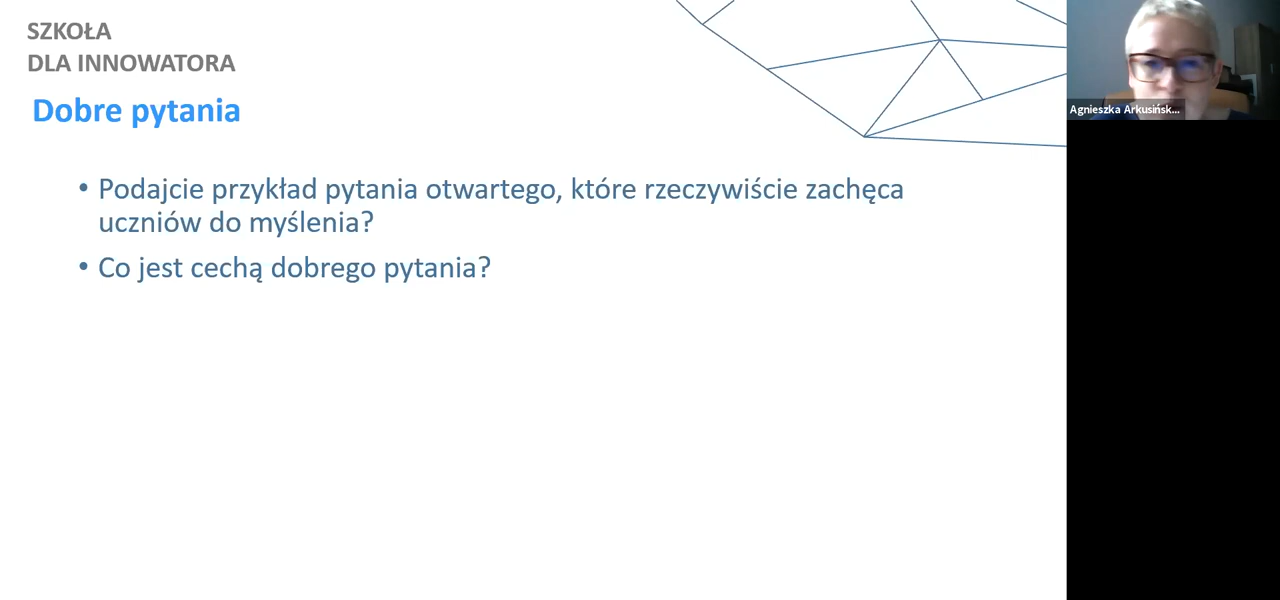 SZKOŁA
DLA INNOWATORA
Dobre pytania
• Podajcie przykład pytania otwartego, które rzeczywiście zachęca
uczniów do myślenia?
• Co jest cechą dobrego pytania?
Agnieszka Arkusińsk...